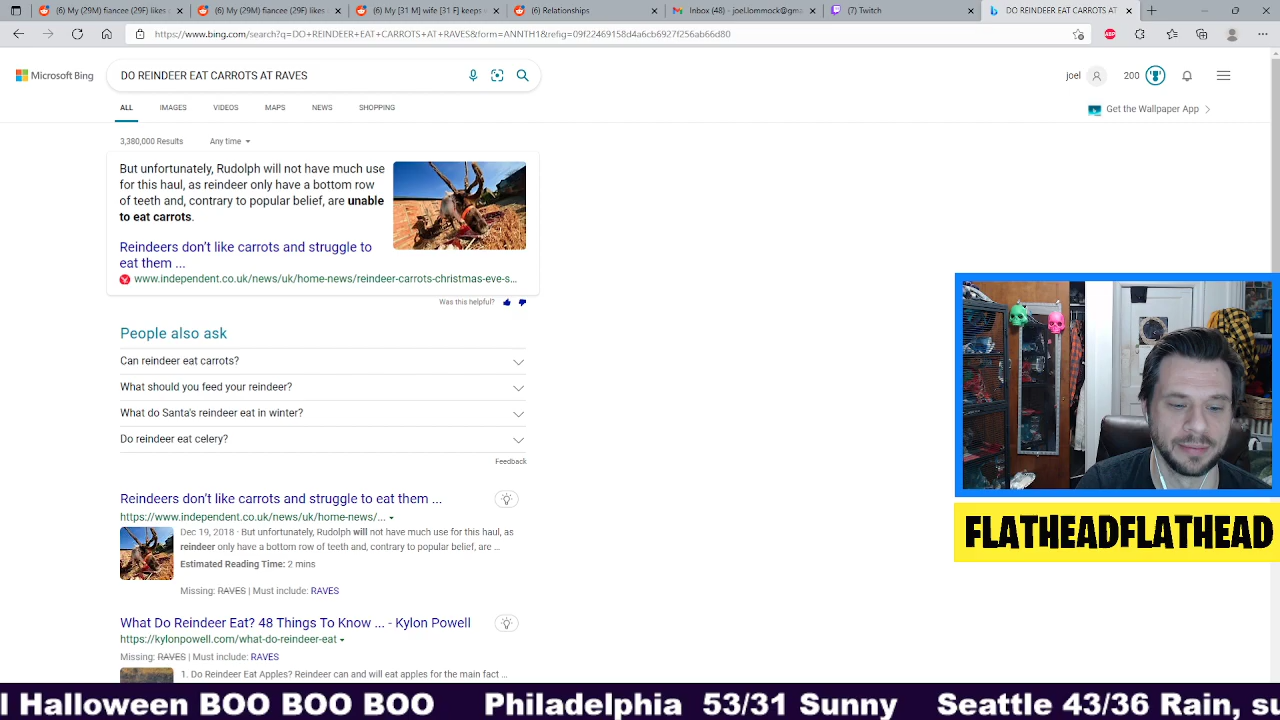 (6) My (29M) fiancee (29F) likes
(6) My (29M) fiancee (29F) likes
(6) My [31 M] wife [31 F] keeps
(6) Relationships
Inbox (48) - joel.lommock@gma
(7) Twitch
DO REINDEER EAT CARROTS AT
https://www.bing.com/search?q=DO+REINDEER+EAT+CARROTS+AT+RAVES&form=ANNTH1&refig=09f22469158d4a6cb6927f256ab66d80
ABP
Microsoft Bing
DO REINDEER EAT CARROTS AT RAVES
joel
200
ALL
IMAGES
VIDEOS
MAPS
NEWS
SHOPPING
Get the Wallpaper App
3,380,000 Results
Any time
But unfortunately, Rudolph will not have much use
for this haul, as reindeer only have a bottom row
of teeth and, contrary to popular belief, are unable
to eat carrots.
Reindeers don't like carrots and struggle to
eat them ...
www.independent.co.uk/news/uk/home-news/reindeer-carrots-christmas-eve-s...
Was this helpful?
People also ask
Can reindeer eat carrots?
What should you feed your reindeer?
What do Santa's reindeer eat in winter?
Do reindeer eat celery?
Feedback
Reindeers don't like carrots and struggle to eat them ...
https://www.independent.co.uk/news/uk/home-news/...
Dec 19, 2018 · But unfortunately, Rudolph will not have much use for this haul, as
reindeer only have a bottom row of teeth and, contrary to popular belief, are ...
Estimated Reading Time: 2 mins
Missing: RAVES | Must include: RAVES
What Do Reindeer Eat? 48 Things To Know ... - Kylon Powell
https://kylonpowell.com/what-do-reindeer-eat
Missing: RAVES | Must include: RAVES
1. Do Reindeer Eat Apples? Reindeer can and will eat apples for the main fact ...
FLATHEADFLATHEAD
l Halloween BOO BOO BOO Philadelphia 53/31 Sunny Seattle 43/36 Rain, su